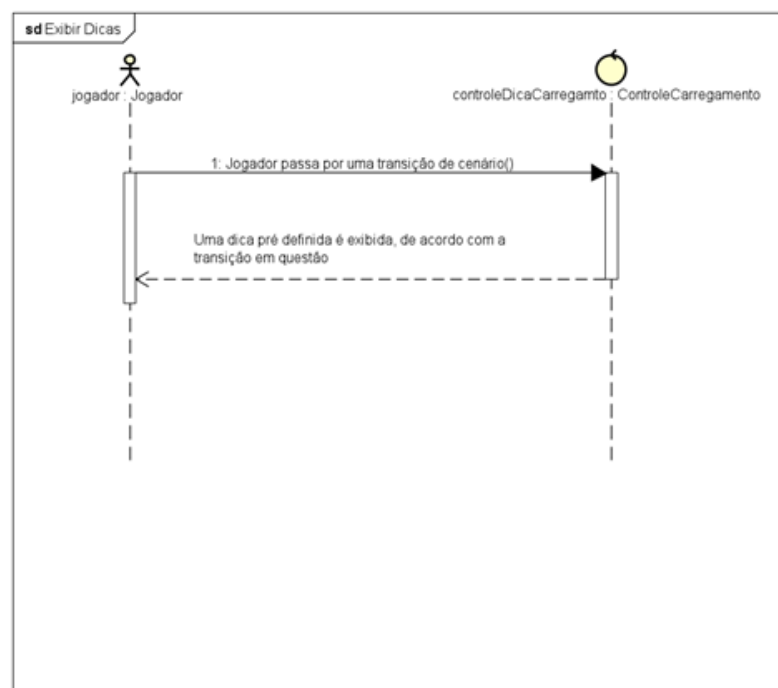 sd Exibir Dicas
jogador : Jogador
controleDicaCarregamto : ControleCarregamento
1: Jogador passa por uma transição de cenário()
Uma dica pré definida é exibida, de acordo com a
transição em questão